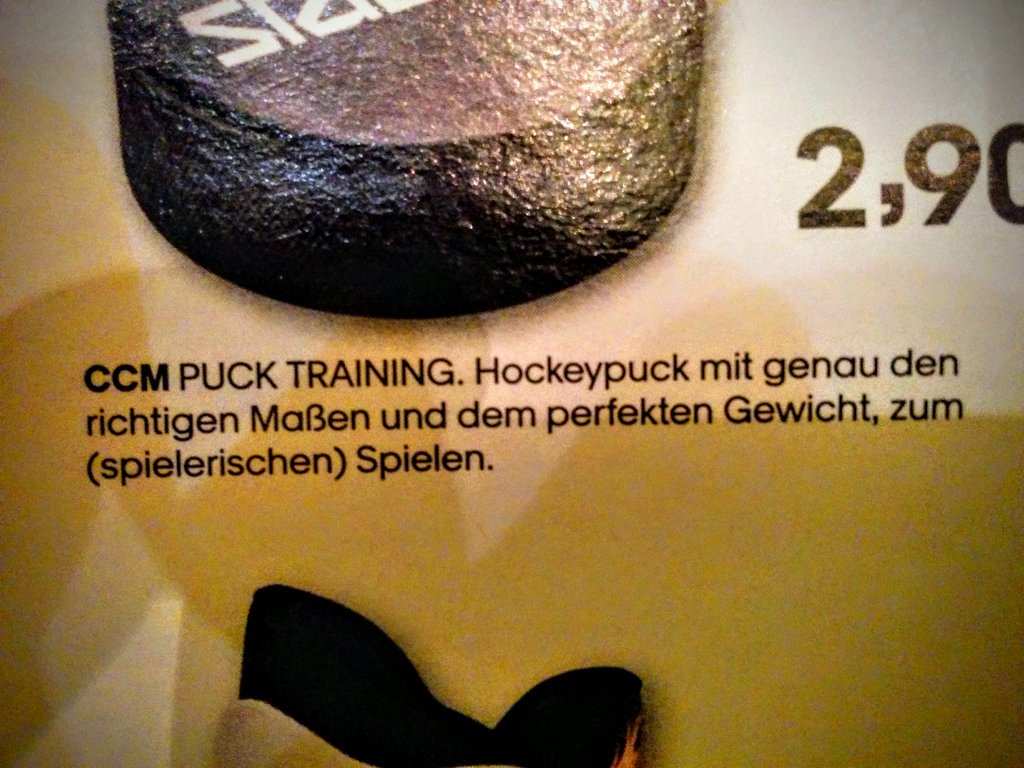 2,90
CCM PUCK TRAINING. Hockeypuck mit genau den
richtigen Maßen und dem perfekten Gewicht, zum
(spielerischen) Spielen.